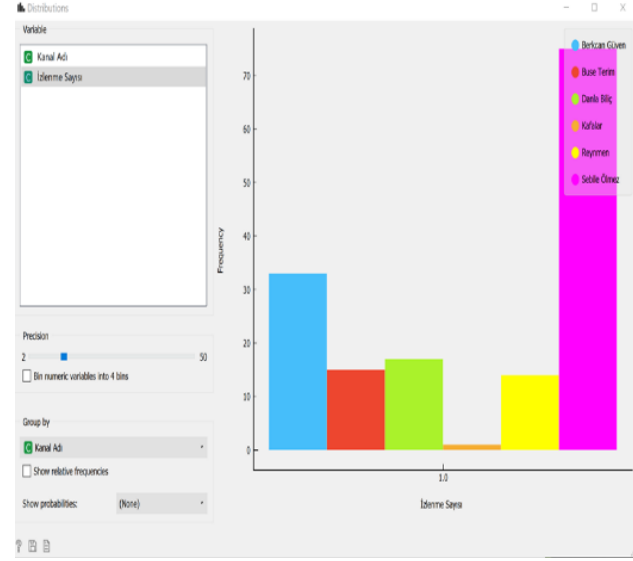 Distributions
Variable
C Kanal Adı
C İzlenme Sayısı
Precision
2 50
Bin numeric variables into 4 bins
Group by
C Kanal Adı
Show relative frequencies
Show probabilities: (None)
?
Frequency
70
60
50
40
30
20
10
0
1.0
İzlenme Sayısı
Berkcan Güven
Buse Terim
Danla Biliç
Kafalar
Reynmen
Sebile Ölmez